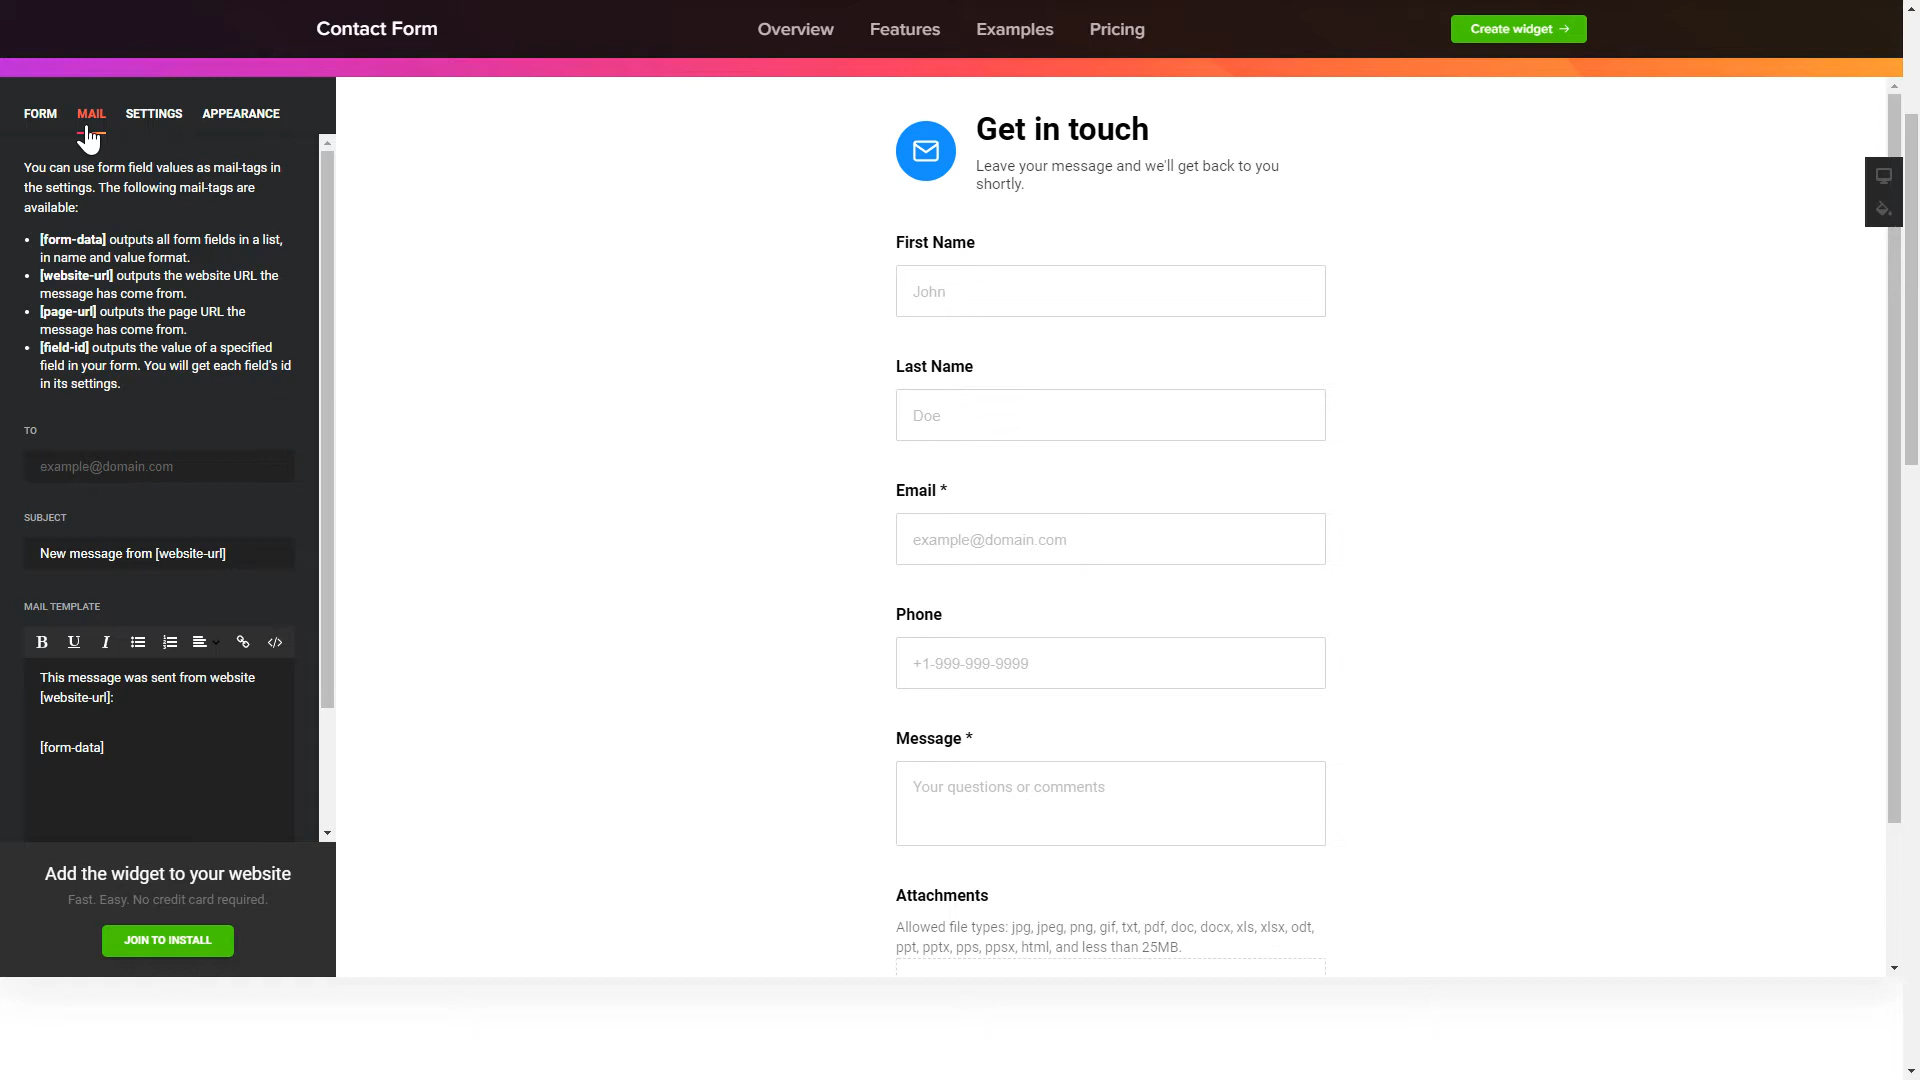 Contact Form
Overview
Features
Examples
Pricing
Create widget →
FORM
MAIL
SETTINGS
APPEARANCE
You can use form field values as mail-tags in
the settings. The following mail-tags are
available:
• [form-data] outputs all form fields in a list,
in name and value format.
• [website-url] outputs the website URL the
message has come from.
• [page-url] outputs the page URL the
message has come from.
• [field-id] outputs the value of a specified
field in your form. You will get each field's id
in its settings.
TO
example@domain.com
SUBJECT
New message from [website-url]
MAIL TEMPLATE
B U I
This message was sent from website
[website-url]:
[form-data]
Add the widget to your website
Fast. Easy. No credit card required.
JOIN TO INSTALL
Get in touch
Leave your message and we'll get back to you
shortly.
First Name
John
Last Name
Doe
Email *
example@domain.com
Phone
+1-999-999-9999
Message *
Your questions or comments
Attachments
Allowed file types: jpg, jpeg, png, gif, txt, pdf, doc, docx, xls, xlsx, odt,
ppt, pptx, pps, ppsx, html, and less than 25MB.